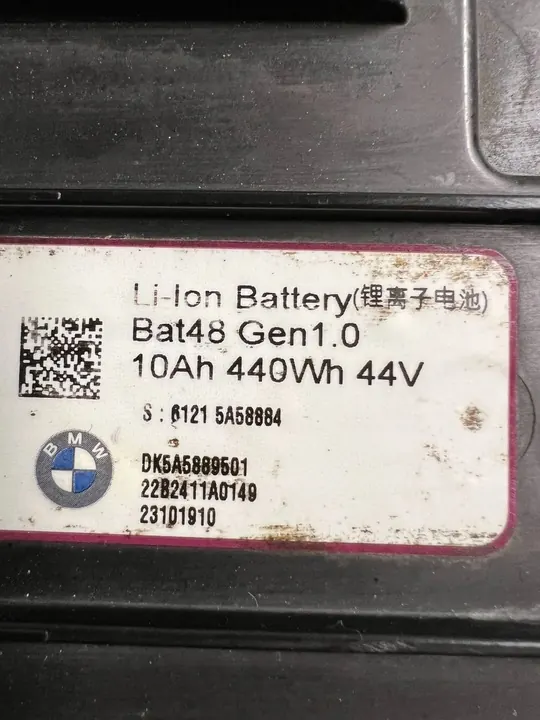 Li-Ion Battery(锂离子电池)
Bat48 Gen1.0
10Ah 440Wh 44V
S : 6121 5A58884
BMW
DK5A5889501
22B2411A0149
23101910